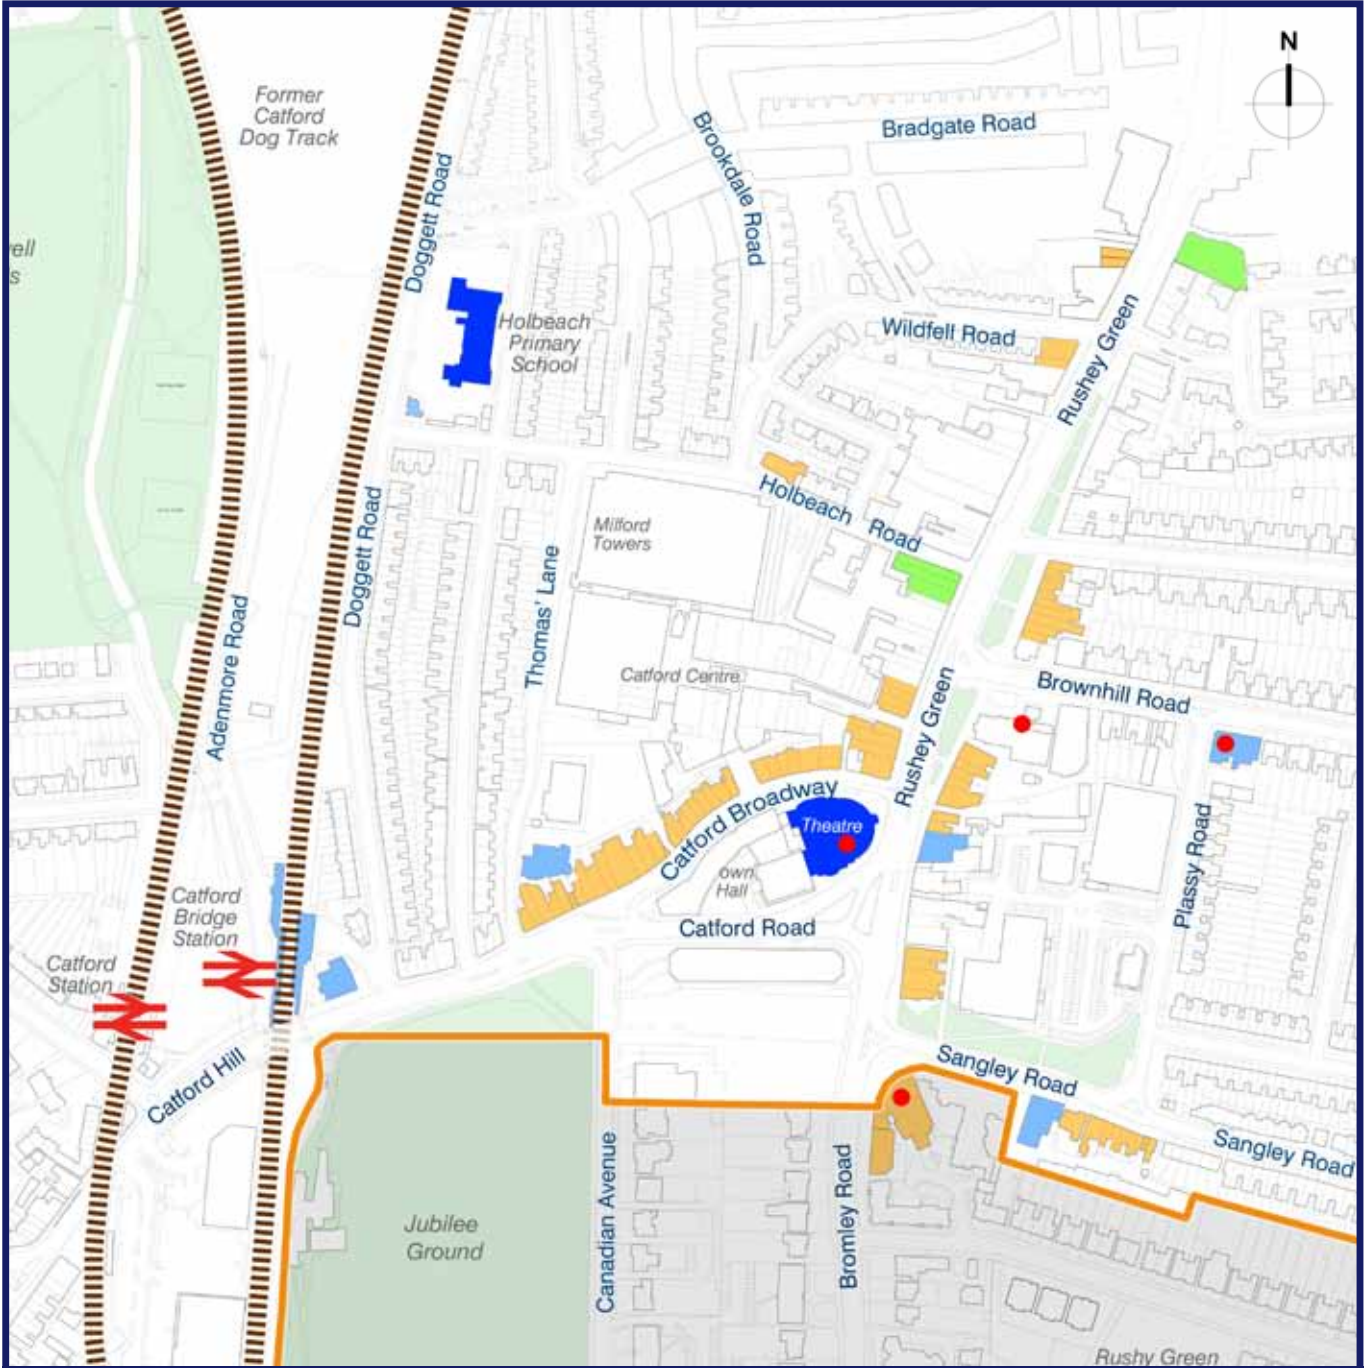 N
Former
Catford
Dog Track
Bradgate Road
Brookdale Road
Doggett Road
ell
s
Holbeach
Primary
School
Wildfell Road
Rushey Green
Holbeach Road
Milford
Towers
Doggett Road
Thomas' Lane
Adenmore Road
Catford Centre
Rushey Green
Brownhill Road
Catford Broadway
Theatre
own
Hall
Plassy Road
Catford
Bridge
Station
Catford Road
Catford
Station
Catford Hill
Sangley Road
Sangley Road
Jubilee
Ground
Canadian Avenue
Bromley Road
Rushy Green